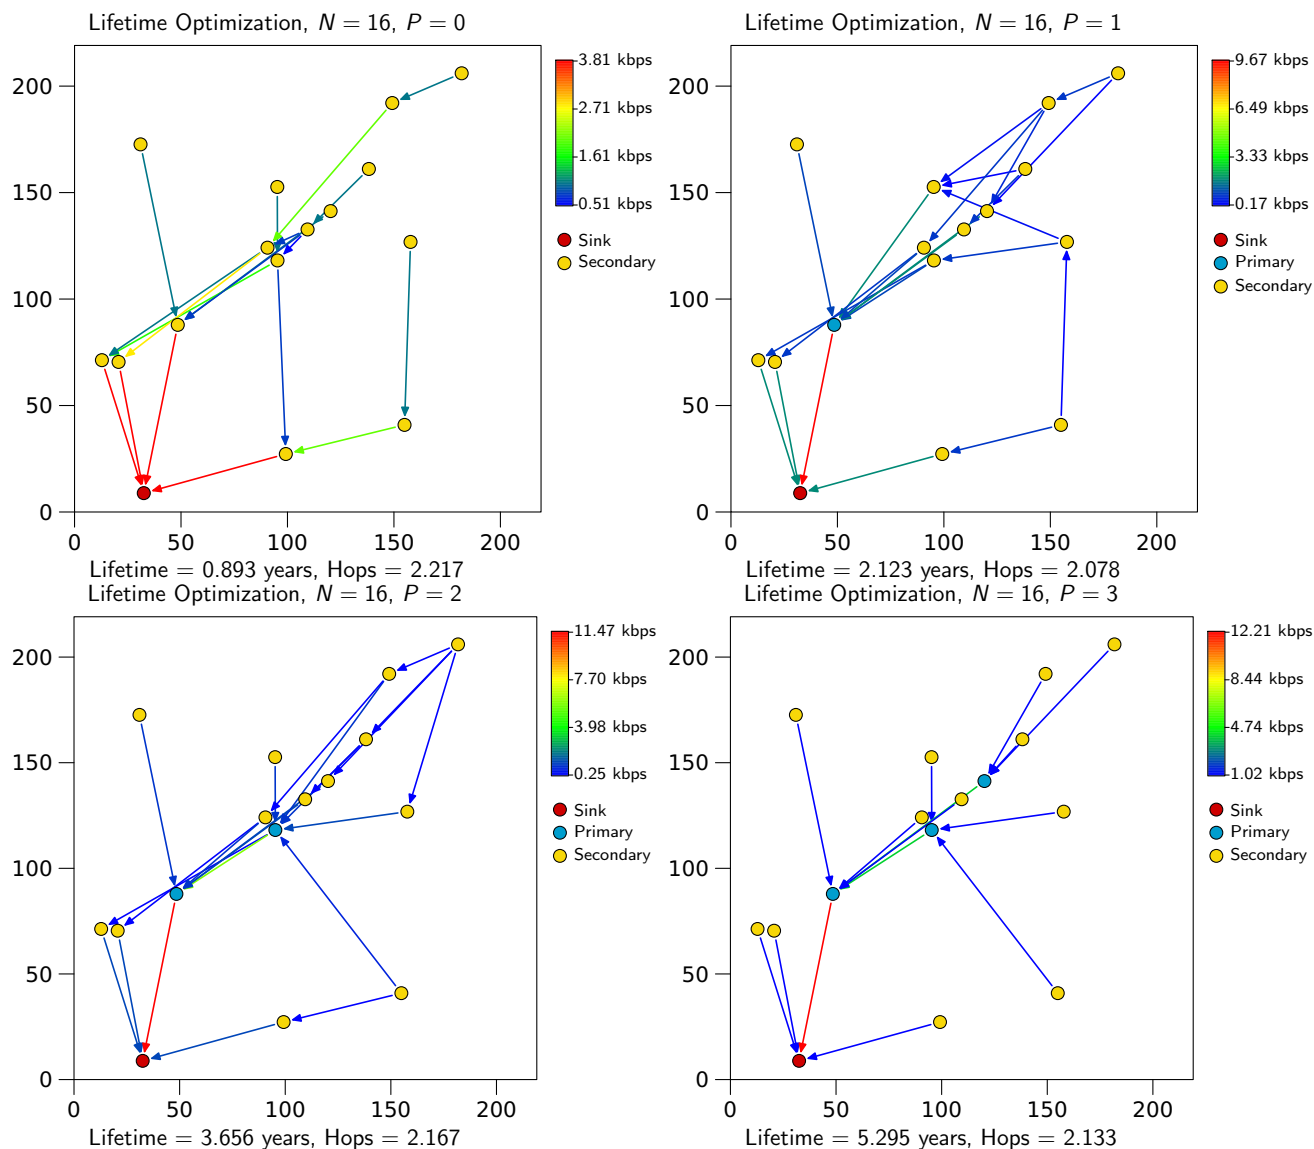 Lifetime Optimization, N = 16, P = 0
200
150
100
50
0
0 50 100 150 200
3.81 kbps
2.71 kbps
1.61 kbps
0.51 kbps
Sink
Secondary
Lifetime = 0.893 years, Hops = 2.217
Lifetime Optimization, N = 16, P = 1
200
150
100
50
0
0 50 100 150 200
9.67 kbps
6.49 kbps
3.33 kbps
0.17 kbps
Sink
Primary
Secondary
Lifetime = 2.123 years, Hops = 2.078
Lifetime Optimization, N = 16, P = 2
200
150
100
50
0
0 50 100 150 200
11.47 kbps
7.70 kbps
3.98 kbps
0.25 kbps
Sink
Primary
Secondary
Lifetime = 3.656 years, Hops = 2.167
Lifetime Optimization, N = 16, P = 3
200
150
100
50
0
0 50 100 150 200
12.21 kbps
8.44 kbps
4.74 kbps
1.02 kbps
Sink
Primary
Secondary
Lifetime = 5.295 years, Hops = 2.133